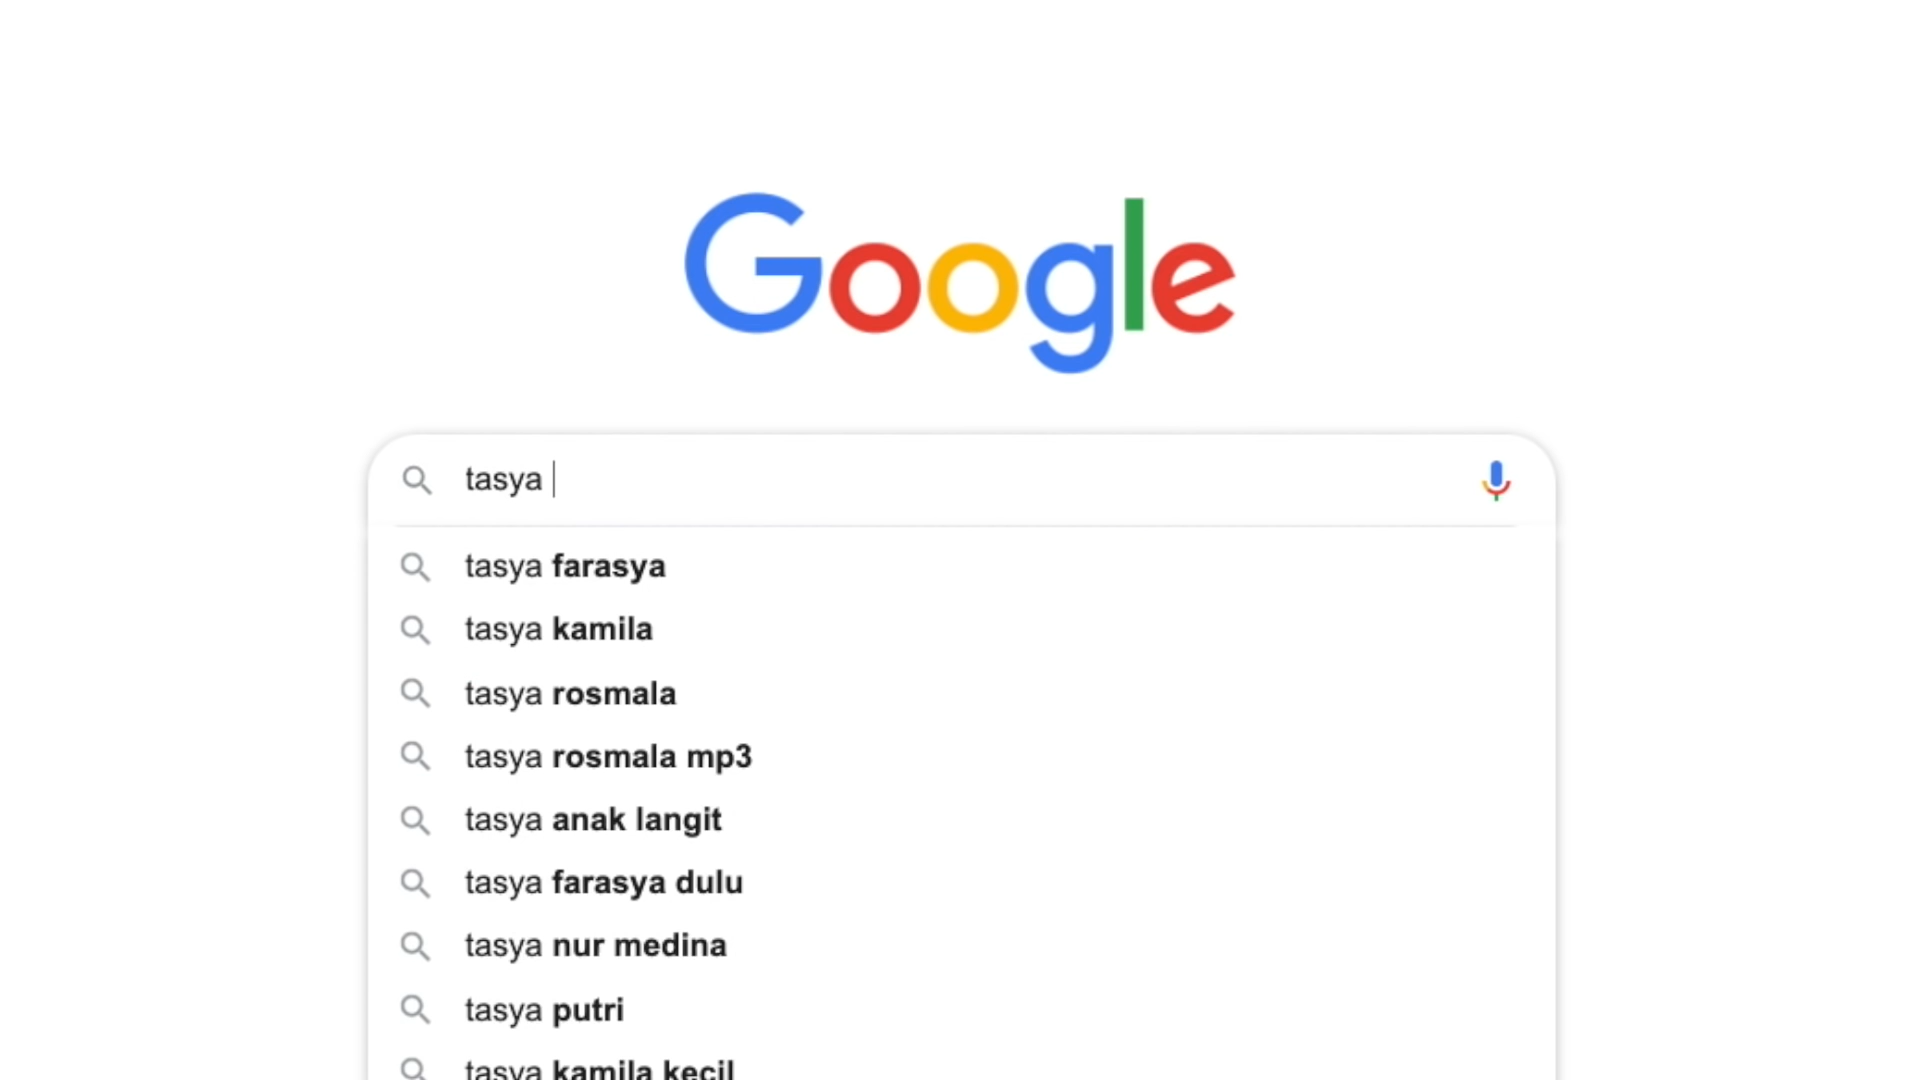 Google
tasya
tasya farasya
tasya kamila
tasya rosmala
tasya rosmala mp3
tasya anak langit
tasya farasya dulu
tasya nur medina
tasya putri
tasya kamila kecil